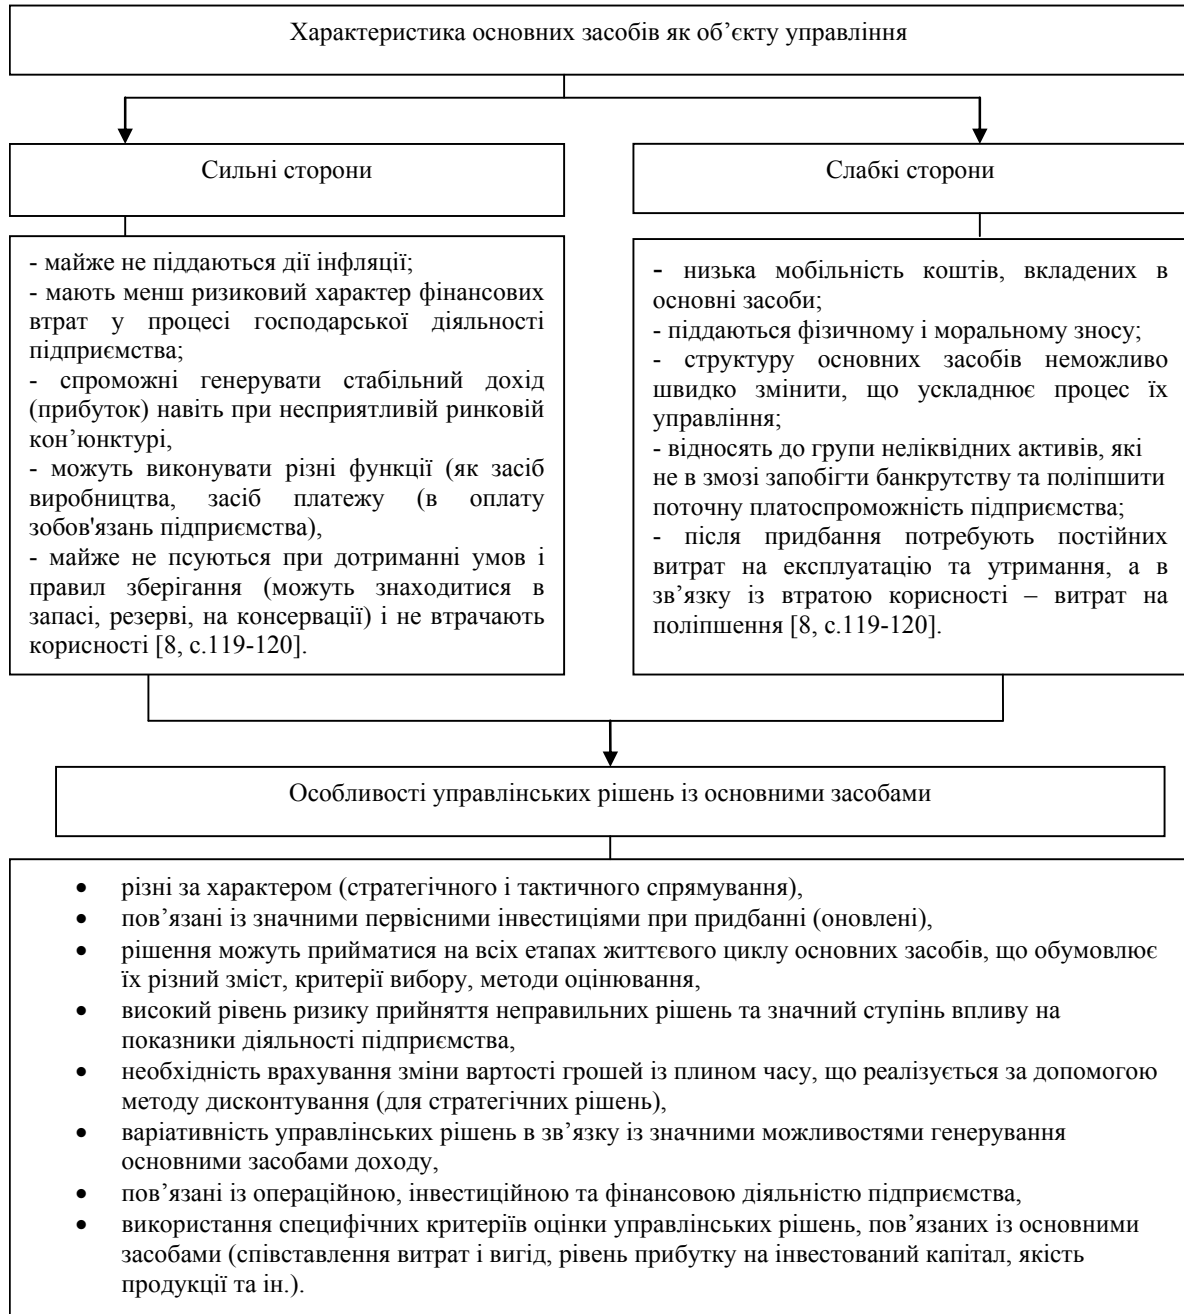 Характеристика основних засобів як об’єкту управління
Сильні сторони
Слабкі сторони
- майже не піддаються дії інфляції;
- мають менш ризиковий характер фінансових
втрат у процесі господарської діяльності
підприємства;
- спроможні генерувати стабільний дохід
(прибуток) навіть при несприятливій ринковій
кон’юнктурі,
- можуть виконувати різні функції (як засіб
виробництва, засіб платежу (в оплату
зобов'язань підприємства),
- майже не псуються при дотриманні умов і
правил зберігання (можуть знаходитися в
запасі, резерві, на консервації) і не втрачають
корисності [8, с.119-120].
- низька мобільність коштів, вкладених в
основні засоби;
- піддаються фізичному і моральному зносу;
- структуру основних засобів неможливо
швидко змінити, що ускладнює процес їх
управління;
- відносять до групи неліквідних активів, які
не в змозі запобігти банкрутству та поліпшити
поточну платоспроможність підприємства;
- після придбання потребують постійних
витрат на експлуатацію та утримання, а в
зв’язку із втратою корисності – витрат на
поліпшення [8, с.119-120].
Особливості управлінських рішень із основними засобами
• різні за характером (стратегічного і тактичного спрямування),
• пов’язані із значними первісними інвестиціями при придбанні (оновлені),
• рішення можуть прийматися на всіх етапах життєвого циклу основних засобів, що обумовлює
їх різний зміст, критерії вибору, методи оцінювання,
• високий рівень ризику прийняття неправильних рішень та значний ступінь впливу на
показники діяльності підприємства,
• необхідність врахування зміни вартості грошей із плином часу, що реалізується за допомогою
методу дисконтування (для стратегічних рішень),
• варіативність управлінських рішень в зв’язку із значними можливостями генерування
основними засобами доходу,
• пов’язані із операційною, інвестиційною та фінансовою діяльністю підприємства,
• використання специфічних критеріїв оцінки управлінських рішень, пов’язаних із основними
засобами (співставлення витрат і вигід, рівень прибутку на інвестований капітал, якість
продукції та ін.).